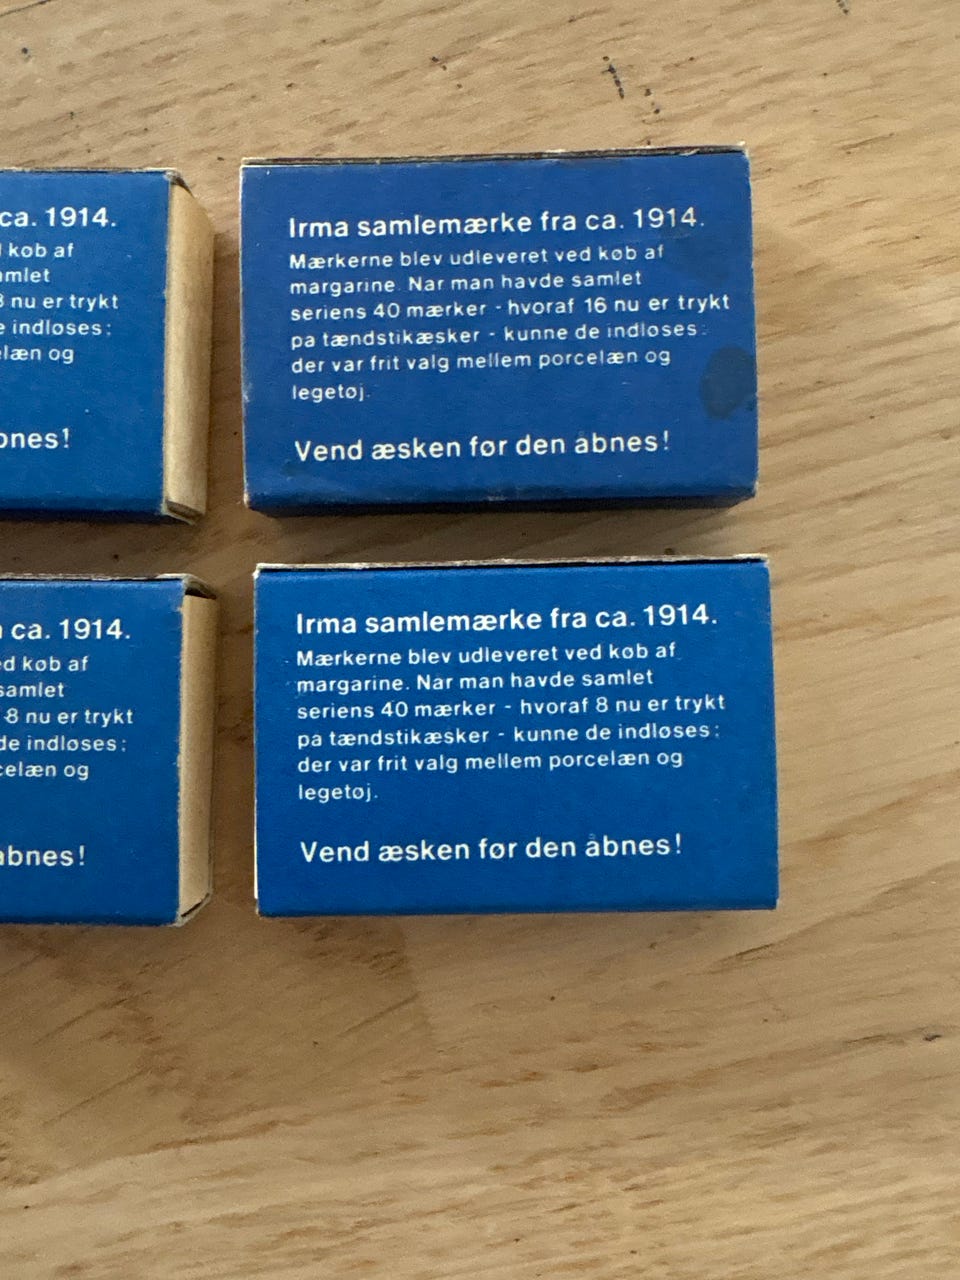 ca. 1914.
køb af
amlet
8 nu er trykt
e indløses:
elæn og
bnes!
Irma samlemærke fra ca. 1914.
Mærkerne blev udleveret ved køb af
margarine. Nar man havde samlet
seriens 40 mærker - hvoraf 16 nu er trykt
pa tændstikæsker - kunne de indløses:
der var frit valg mellem porcelæn og
legetøj.
Vend æsken før den åbnes!
ca. 1914.
ed køb af
samlet
8 nu er trykt
de indløses:
celæn og
abnes!
Irma samlemærke fra ca. 1914.
Mærkerne blev udleveret ved køb af
margarine. Nar man havde samlet
seriens 40 mærker - hvoraf 8 nu er trykt
pa tændstikæsker - kunne de indløses:
der var frit valg mellem porcelæn og
legetøj.
Vend æsken før den åbnes!